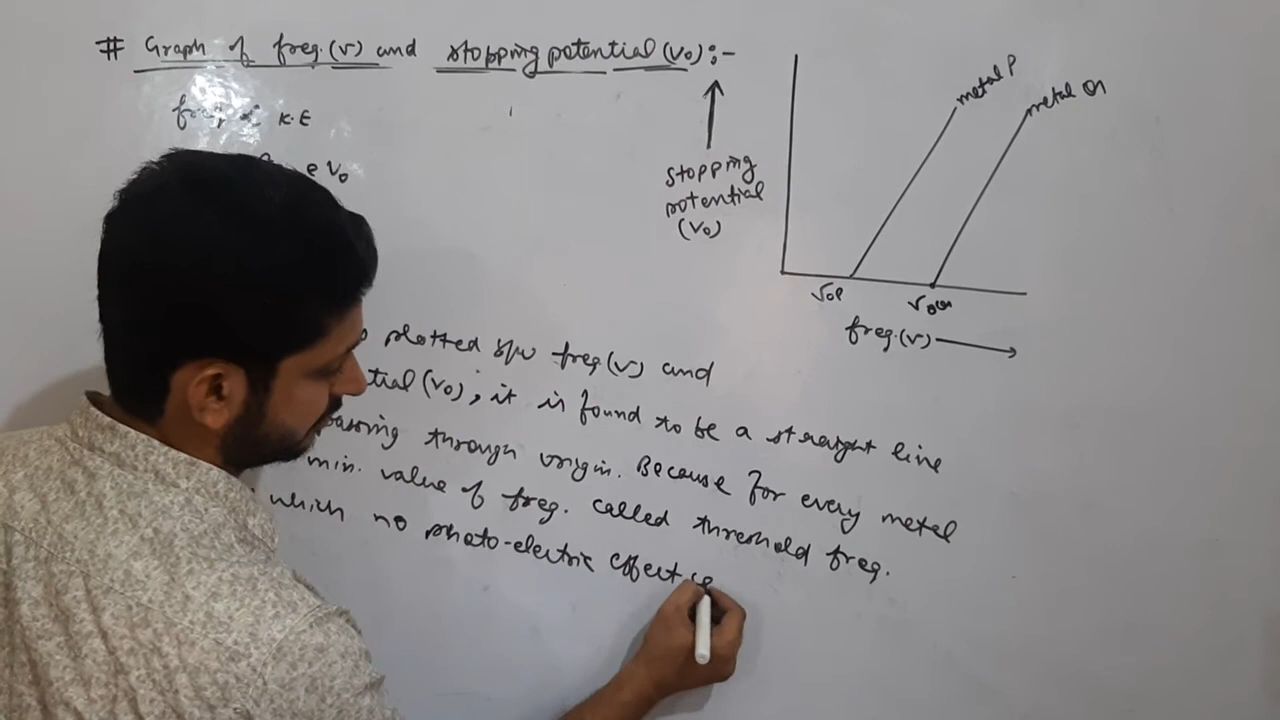 # Graph of freq.(ν) and stopping potential (V₀) :-
freq. ∝ K.E
eV₀
metal P
metal Q
stopping
potential
(V₀)
ν₀P
ν₀Q
freq.(ν)
plotted b/w freq(ν) and
tial (V₀), it is found to be a straight line
passing through origin. Because for every metal
min. value of freq. called threshold freq.
which no photo-electric effect